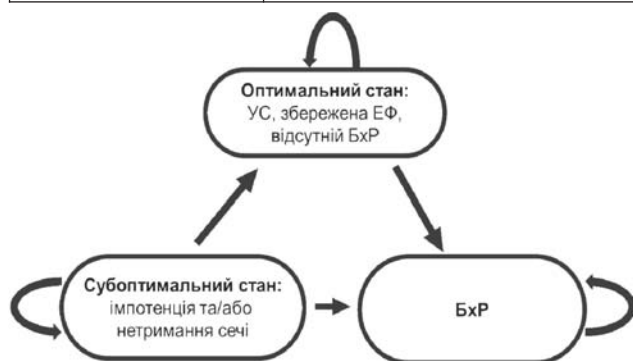 Оптимальний стан:
УС, збережена ЕФ,
відсутній БхР
Субоптимальний стан:
імпотенція та/або
нетримання сечі
БхР